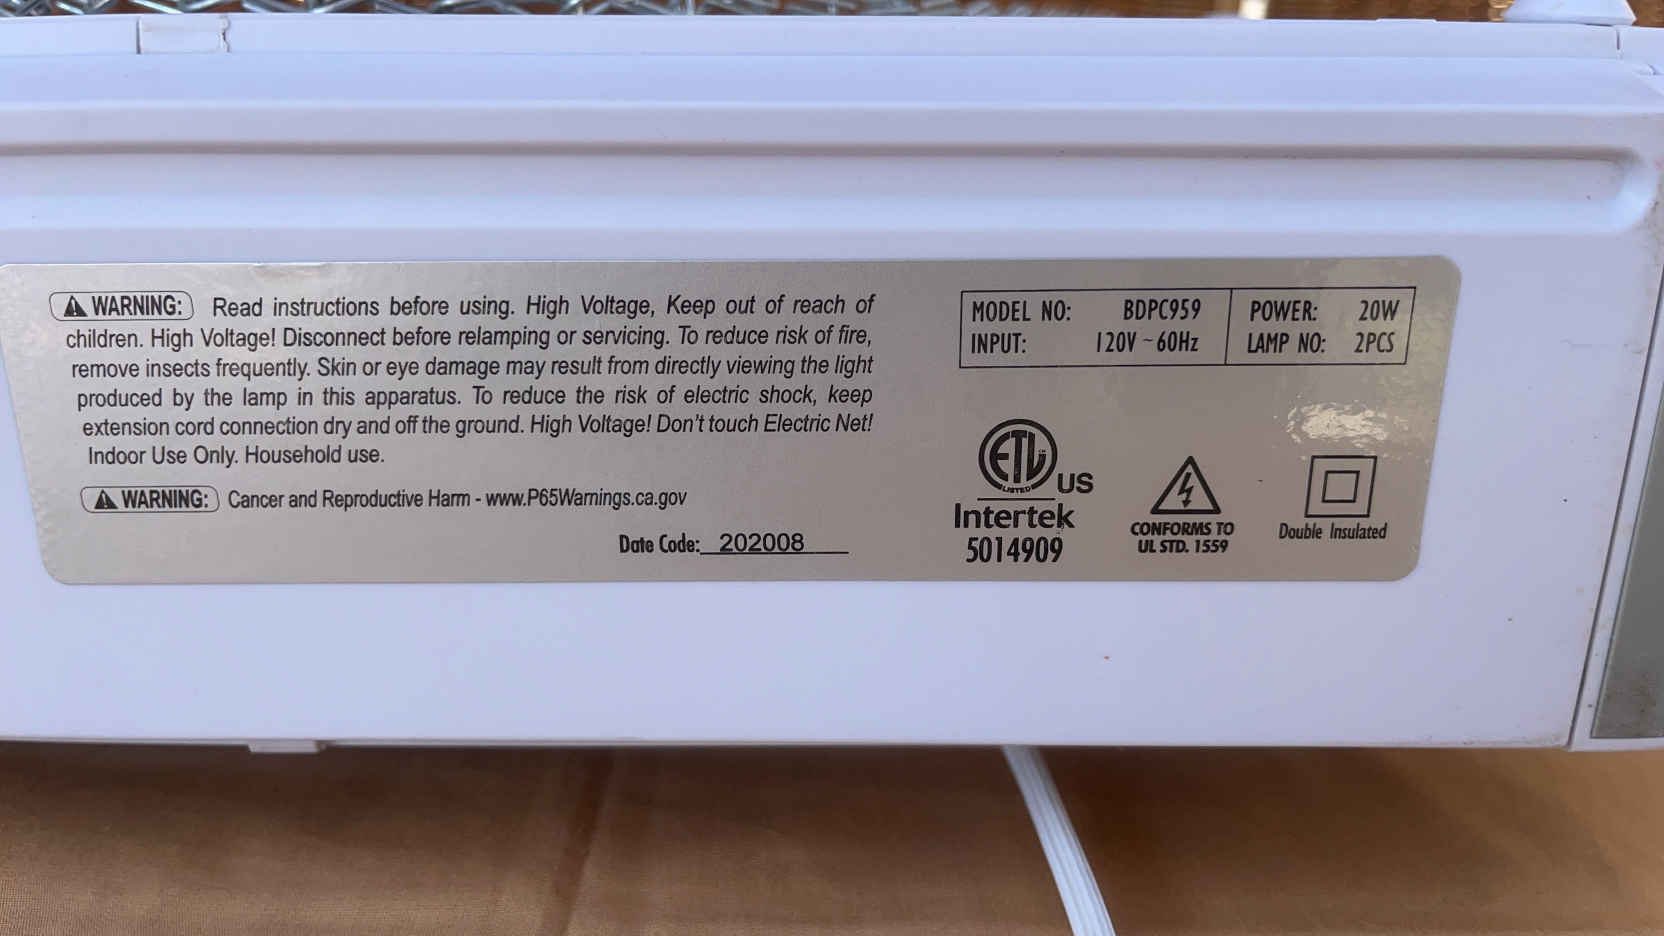 WARNING: Read instructions before using. High Voltage, Keep out of reach of
children. High Voltage! Disconnect before relamping or servicing. To reduce risk of fire,
remove insects frequently. Skin or eye damage may result from directly viewing the light
produced by the lamp in this apparatus. To reduce the risk of electric shock, keep
extension cord connection dry and off the ground. High Voltage! Don't touch Electric Net!
Indoor Use Only. Household use.
WARNING: Cancer and Reproductive Harm - www.P65Warnings.ca.gov
Date Code: 202008
MODEL NO: BDPC959 POWER: 20W
INPUT: 120V ~ 60Hz LAMP NO: 2PCS
ETL LISTED US
Intertek
5014909
CONFORMS TO
UL STD. 1559
Double Insulated